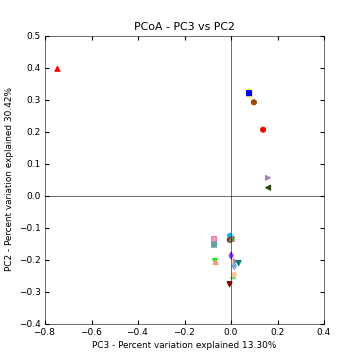 PCoA - PC3 vs PC2
0.5
0.4
0.3
0.2
0.1
0.0
−0.1
−0.2
−0.3
−0.4
PC2 - Percent variation explained 30.42%
−0.8 −0.6 −0.4 −0.2 0.0 0.2 0.4
PC3 - Percent variation explained 13.30%